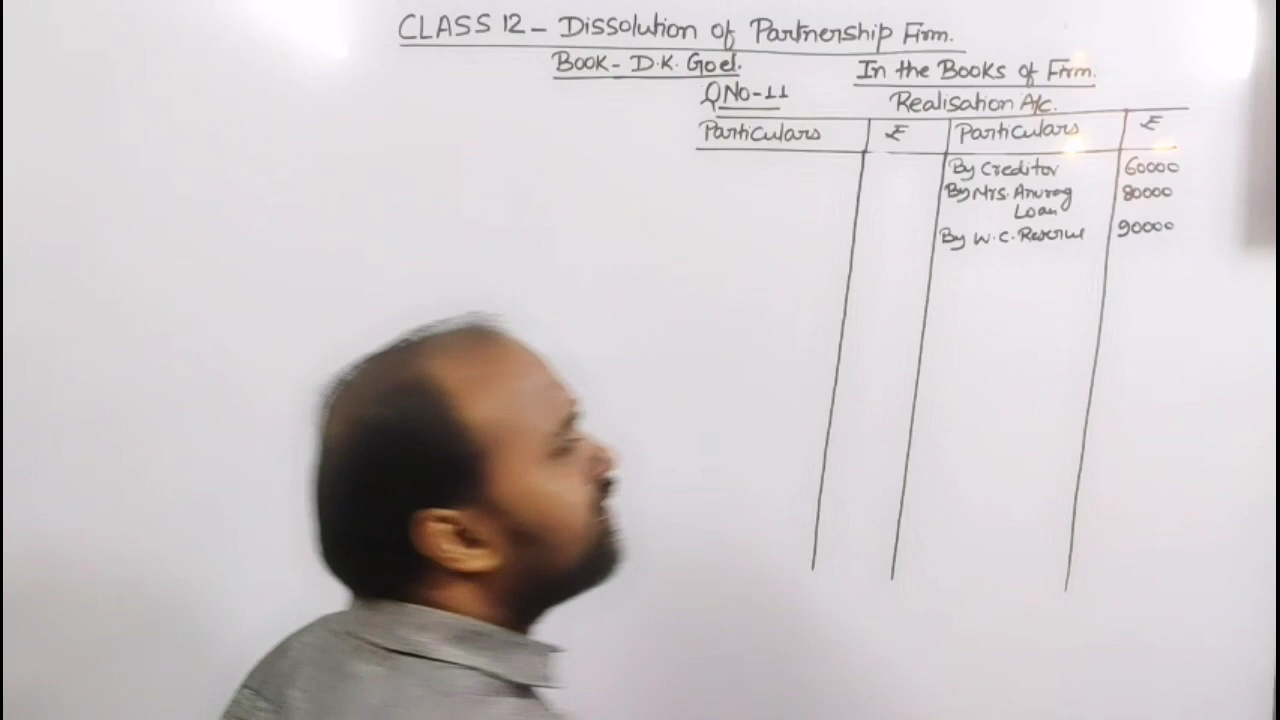 CLASS 12 - Dissolution of Partnership Firm.
Book - D.K. Goel.
In the Books of Firm.
Q No-11
Realisation A/c.
Particulars ₹ Particulars ₹
By Creditor 60000
By Mrs. Anurag 80000
Loan
By W.C. Reserve 90000